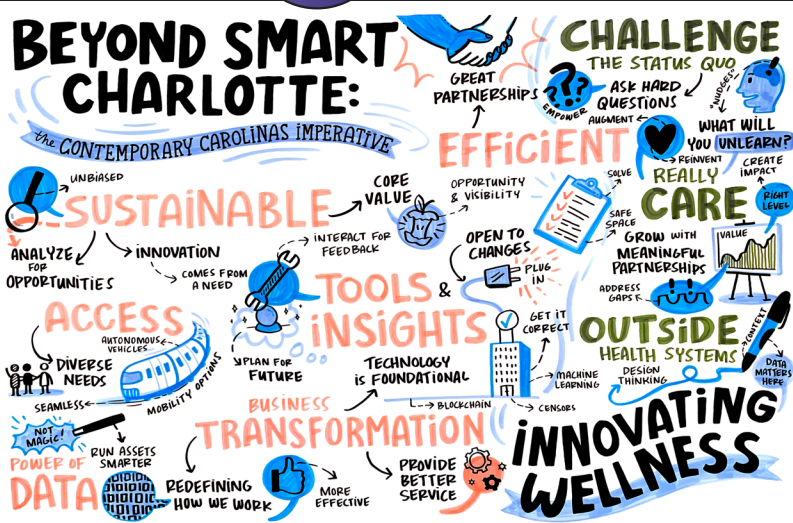 BEYOND SMART
CHARLOTTE:
the CONTEMPORARY CAROLINAS IMPERATIVE
GREAT
PARTNERSHIPS
EFFICIENT
UNBIASED
SUSTAINABLE
CORE
VALUE
OPPORTUNITY
& VISIBILITY
ANALYZE
FOR
OPPORTUNITIES
INNOVATION
COMES FROM
A NEED
INTERACT FOR
FEEDBACK
OPEN TO
CHANGES
PLUG
IN
TOOLS &
INSIGHTS
ACCESS
AUTONOMOUS
VEHICLES
DIVERSE
NEEDS
SEAMLESS
MOBILITY OPTIONS
PLAN FOR
FUTURE
TECHNOLOGY
IS FOUNDATIONAL
GET IT
CORRECT
MACHINE
LEARNING
BLOCKCHAIN
CENSORS
BUSINESS
TRANSFORMATION
NOT
MAGIC!
RUN ASSETS
SMARTER
POWER OF
DATA
REDEFINING
HOW WE WORK
MORE
EFFECTIVE
PROVIDE
BETTER
SERVICE
CHALLENGE
THE STATUS QUO
???
EMPOWER
ASK HARD
QUESTIONS
"NUDGES"
AUGMENT
WHAT WILL
YOU UNLEARN?
REINVENT
CREATE
IMPACT
SOLVE
REALLY
CARE
RIGHT
LEVEL
SAFE
SPACE
GROW WITH
MEANINGFUL
PARTNERSHIPS
VALUE
ADDRESS
GAPS
OUTSIDE
HEALTH SYSTEMS
CONTEXT
DESIGN
THINKING
DATA
MATTERS
HERE
INNOVATING
WELLNESS